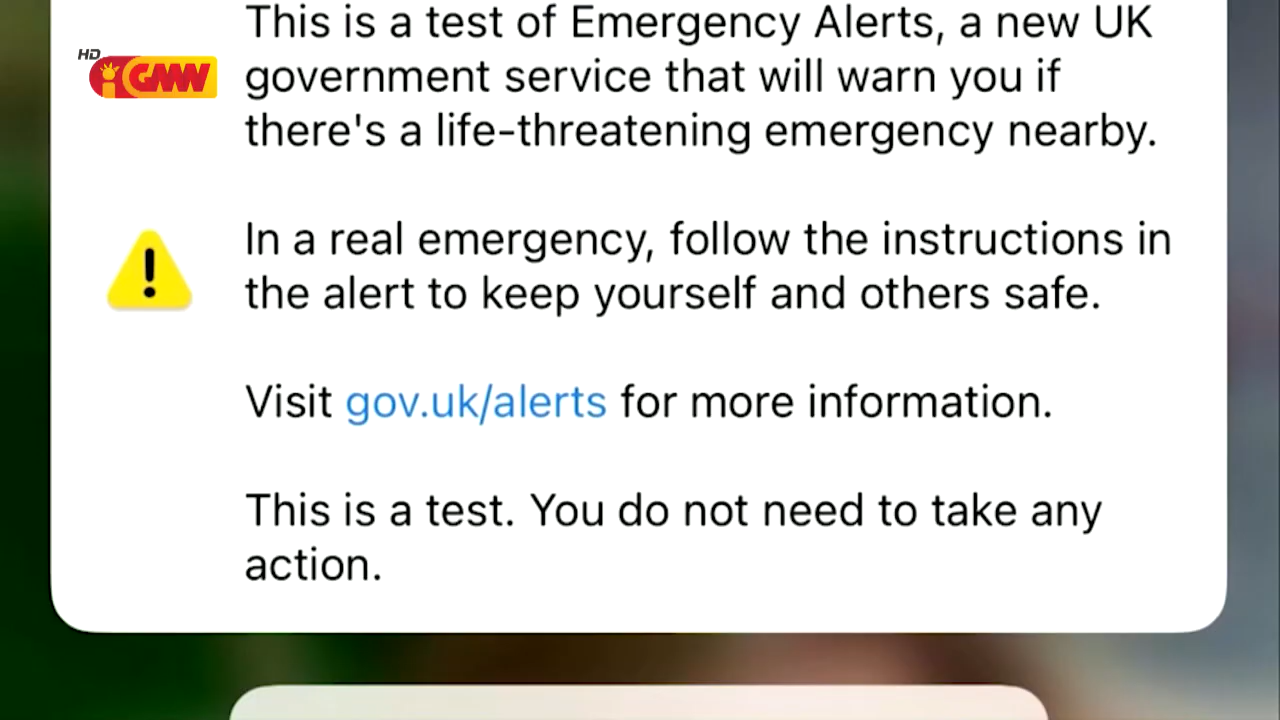 HD
iGMW
This is a test of Emergency Alerts, a new UK
government service that will warn you if
there's a life-threatening emergency nearby.
In a real emergency, follow the instructions in
the alert to keep yourself and others safe.
Visit gov.uk/alerts for more information.
This is a test. You do not need to take any
action.